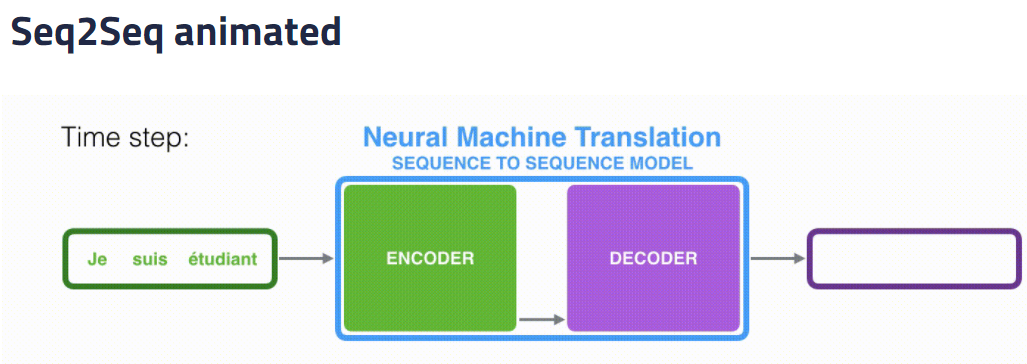 Seq2Seq animated
Time step:
Neural Machine Translation
SEQUENCE TO SEQUENCE MODEL
Je suis étudiant
ENCODER
DECODER